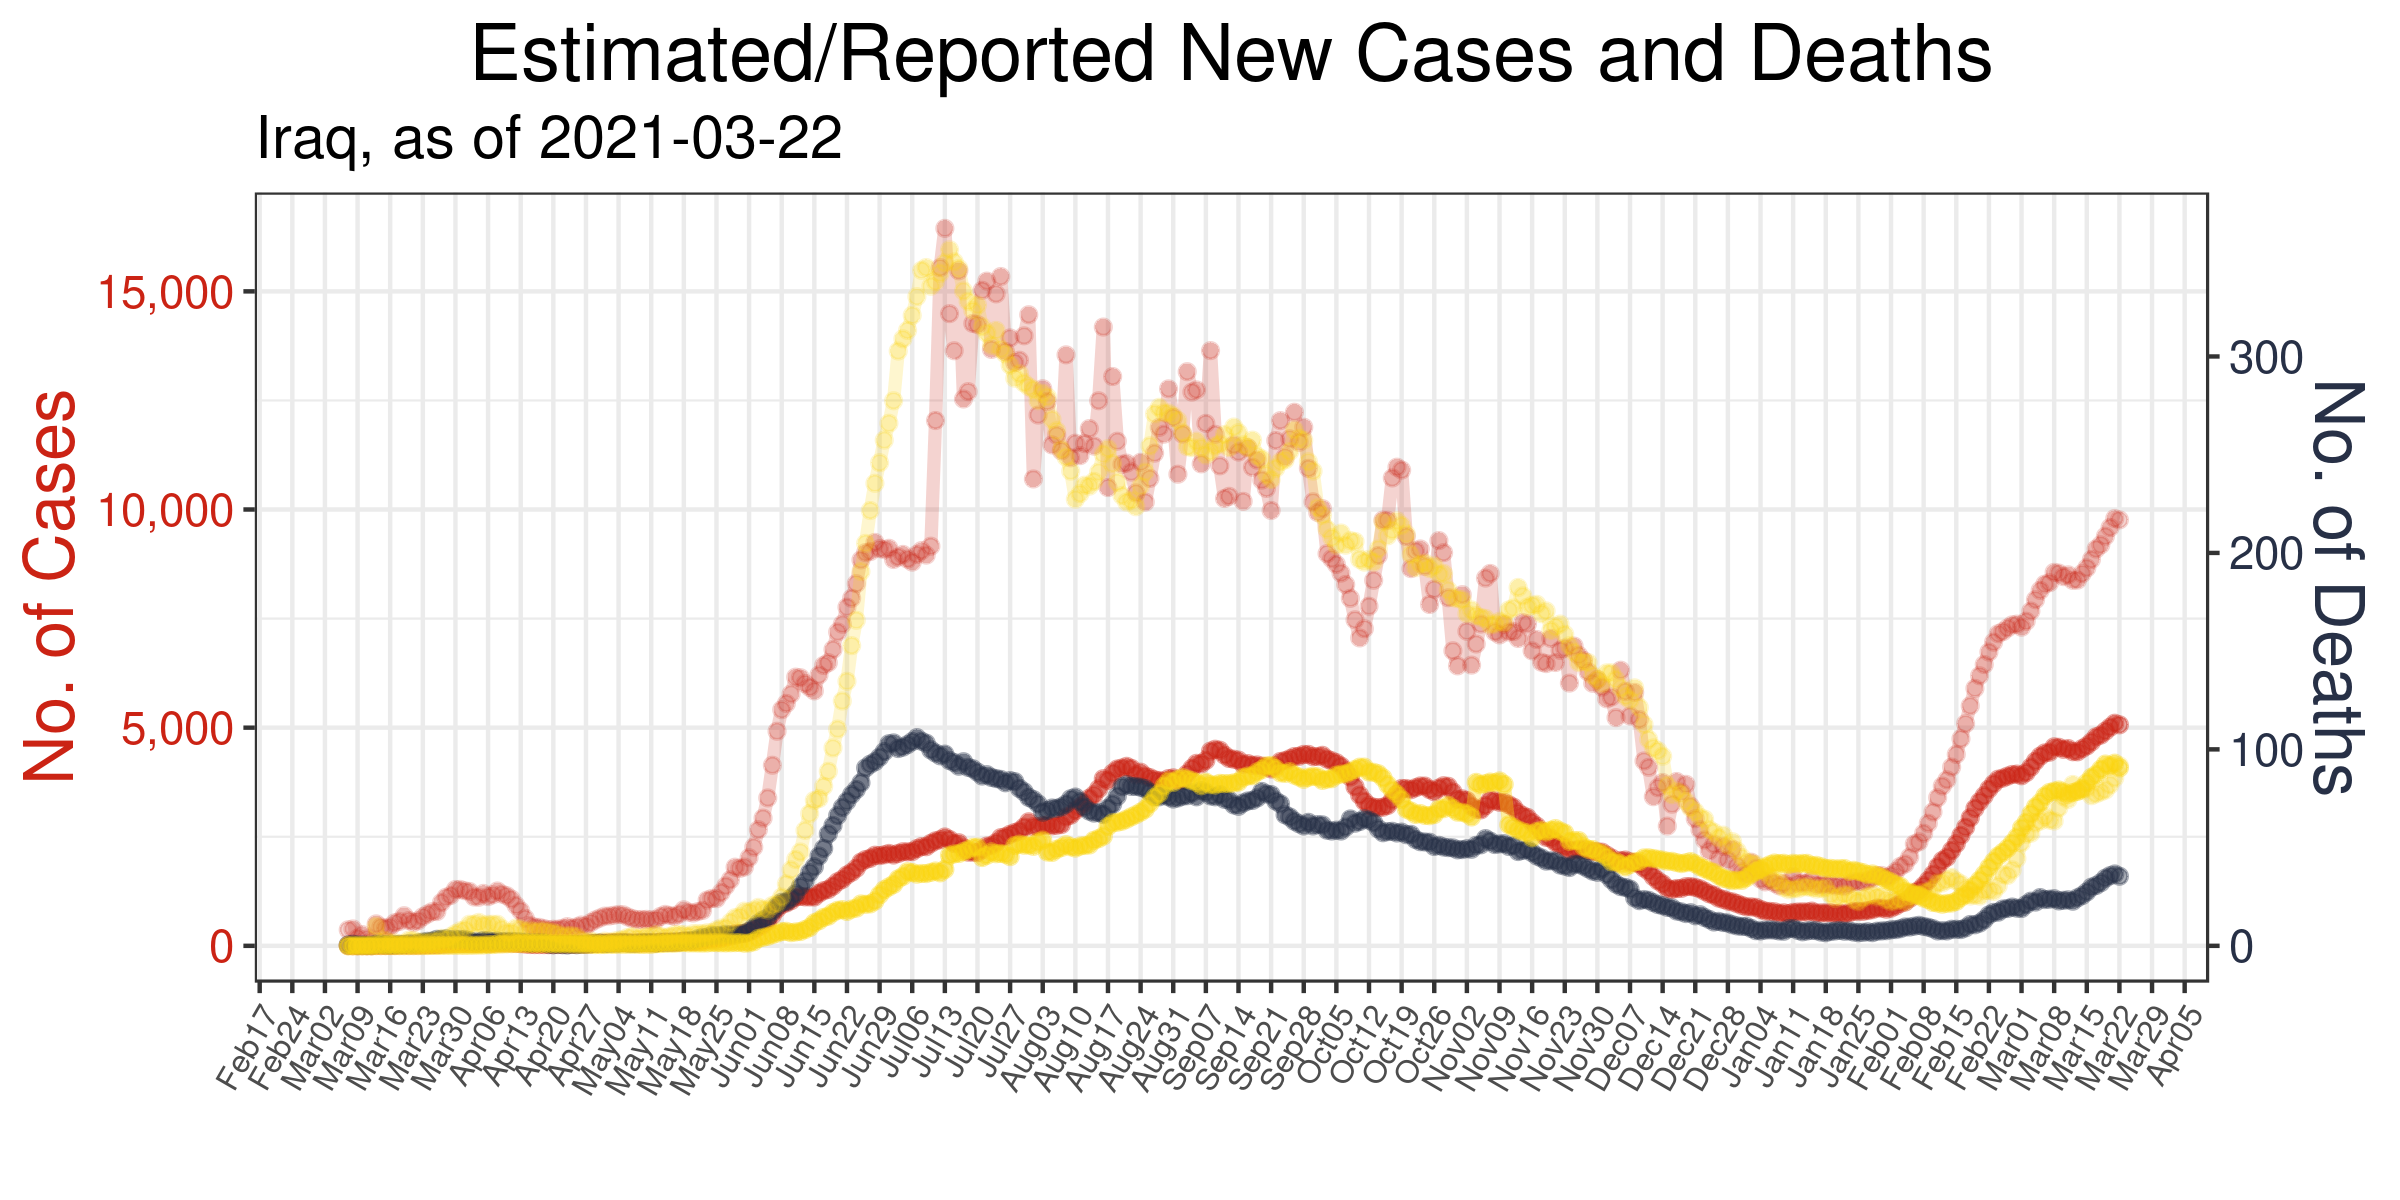 Estimated/Reported New Cases and Deaths
Iraq, as of 2021-03-22
No. of Cases
15,000
10,000
5,000
0
300
200
100
0
No. of Deaths
Feb17 Feb24 Mar02 Mar09 Mar16 Mar23 Mar30 Apr06 Apr13 Apr20 Apr27 May04 May11 May18 May25 Jun01 Jun08 Jun15 Jun22 Jun29 Jul06 Jul13 Jul20 Jul27 Aug03 Aug10 Aug17 Aug24 Aug31 Sep07 Sep14 Sep21 Sep28 Oct05 Oct12 Oct19 Oct26 Nov02 Nov09 Nov16 Nov23 Nov30 Dec07 Dec14 Dec21 Dec28 Jan04 Jan11 Jan18 Jan25 Feb01 Feb08 Feb15 Feb22 Mar01 Mar08 Mar15 Mar22 Mar29 Apr05